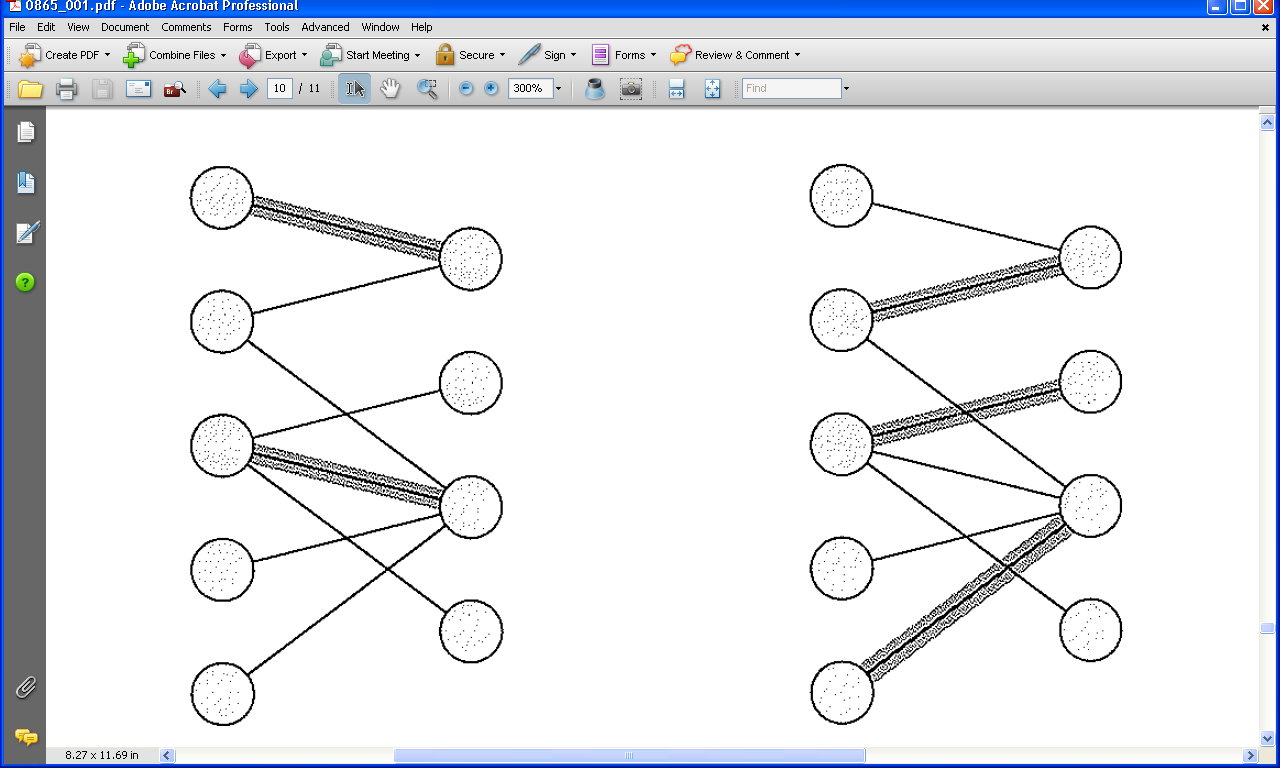 0865_001.pdf - Adobe Acrobat Professional
File Edit View Document Comments Forms Tools Advanced Window Help
Create PDF Combine Files Export Start Meeting Secure Sign Forms Review & Comment
Br 10 / 11 300% Find
?
8.27 x 11.69 in